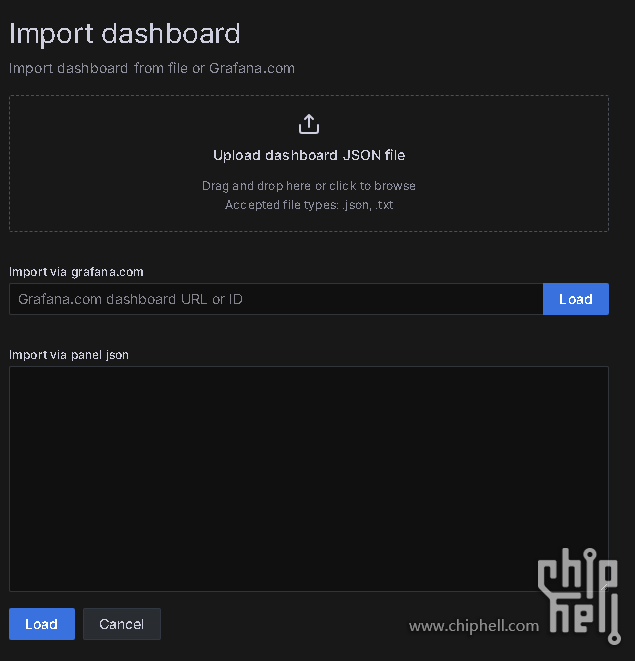 Import dashboard
Import dashboard from file or Grafana.com
Upload dashboard JSON file
Drag and drop here or click to browse
Accepted file types: .json, .txt
Import via grafana.com
Grafana.com dashboard URL or ID
Load
Import via panel json
Load
Cancel
www.chiphell.com
chip
hell